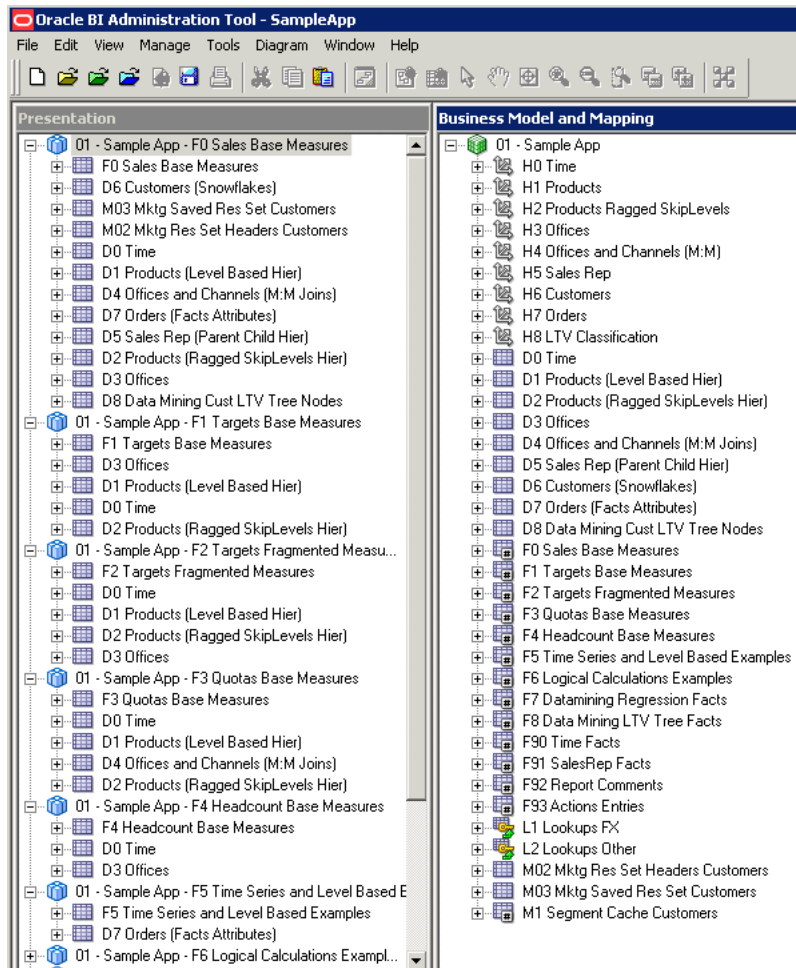 Oracle BI Administration Tool - SampleApp
File Edit View Manage Tools Diagram Window Help
Presentation
01 - Sample App - F0 Sales Base Measures
F0 Sales Base Measures
D6 Customers (Snowflakes)
M03 Mktg Saved Res Set Customers
M02 Mktg Res Set Headers Customers
D0 Time
D1 Products (Level Based Hier)
D4 Offices and Channels (M:M Joins)
D7 Orders (Facts Attributes)
D5 Sales Rep (Parent Child Hier)
D2 Products (Ragged SkipLevels Hier)
D3 Offices
D8 Data Mining Cust LTV Tree Nodes
01 - Sample App - F1 Targets Base Measures
F1 Targets Base Measures
D3 Offices
D1 Products (Level Based Hier)
D0 Time
D2 Products (Ragged SkipLevels Hier)
01 - Sample App - F2 Targets Fragmented Measu...
F2 Targets Fragmented Measures
D0 Time
D1 Products (Level Based Hier)
D2 Products (Ragged SkipLevels Hier)
D3 Offices
01 - Sample App - F3 Quotas Base Measures
F3 Quotas Base Measures
D0 Time
D1 Products (Level Based Hier)
D4 Offices and Channels (M:M Joins)
D2 Products (Ragged SkipLevels Hier)
01 - Sample App - F4 Headcount Base Measures
F4 Headcount Base Measures
D0 Time
D3 Offices
01 - Sample App - F5 Time Series and Level Based E
F5 Time Series and Level Based Examples
D7 Orders (Facts Attributes)
01 - Sample App - F6 Logical Calculations Exampl...
Business Model and Mapping
01 - Sample App
H0 Time
H1 Products
H2 Products Ragged SkipLevels
H3 Offices
H4 Offices and Channels (M:M)
H5 Sales Rep
H6 Customers
H7 Orders
H8 LTV Classification
D0 Time
D1 Products (Level Based Hier)
D2 Products (Ragged SkipLevels Hier)
D3 Offices
D4 Offices and Channels (M:M Joins)
D5 Sales Rep (Parent Child Hier)
D6 Customers (Snowflakes)
D7 Orders (Facts Attributes)
D8 Data Mining Cust LTV Tree Nodes
F0 Sales Base Measures
F1 Targets Base Measures
F2 Targets Fragmented Measures
F3 Quotas Base Measures
F4 Headcount Base Measures
F5 Time Series and Level Based Examples
F6 Logical Calculations Examples
F7 Datamining Regression Facts
F8 Data Mining LTV Tree Facts
F90 Time Facts
F91 SalesRep Facts
F92 Report Comments
F93 Actions Entries
L1 Lookups FX
L2 Lookups Other
M02 Mktg Res Set Headers Customers
M03 Mktg Saved Res Set Customers
M1 Segment Cache Customers